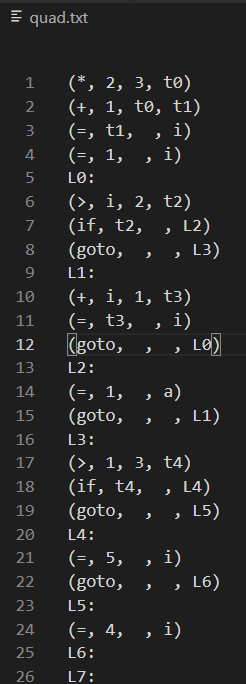 quad.txt
1 (*, 2, 3, t0)
2 (+, 1, t0, t1)
3 (=, t1,  , i)
4 (=, 1,  , i)
5 L0:
6 (>, i, 2, t2)
7 (if, t2,  , L2)
8 (goto,  ,  , L3)
9 L1:
10 (+, i, 1, t3)
11 (=, t3,  , i)
12 (goto,  ,  , L0)
13 L2:
14 (=, 1,  , a)
15 (goto,  ,  , L1)
16 L3:
17 (>, 1, 3, t4)
18 (if, t4,  , L4)
19 (goto,  ,  , L5)
20 L4:
21 (=, 5,  , i)
22 (goto,  ,  , L6)
23 L5:
24 (=, 4,  , i)
25 L6:
26 L7: